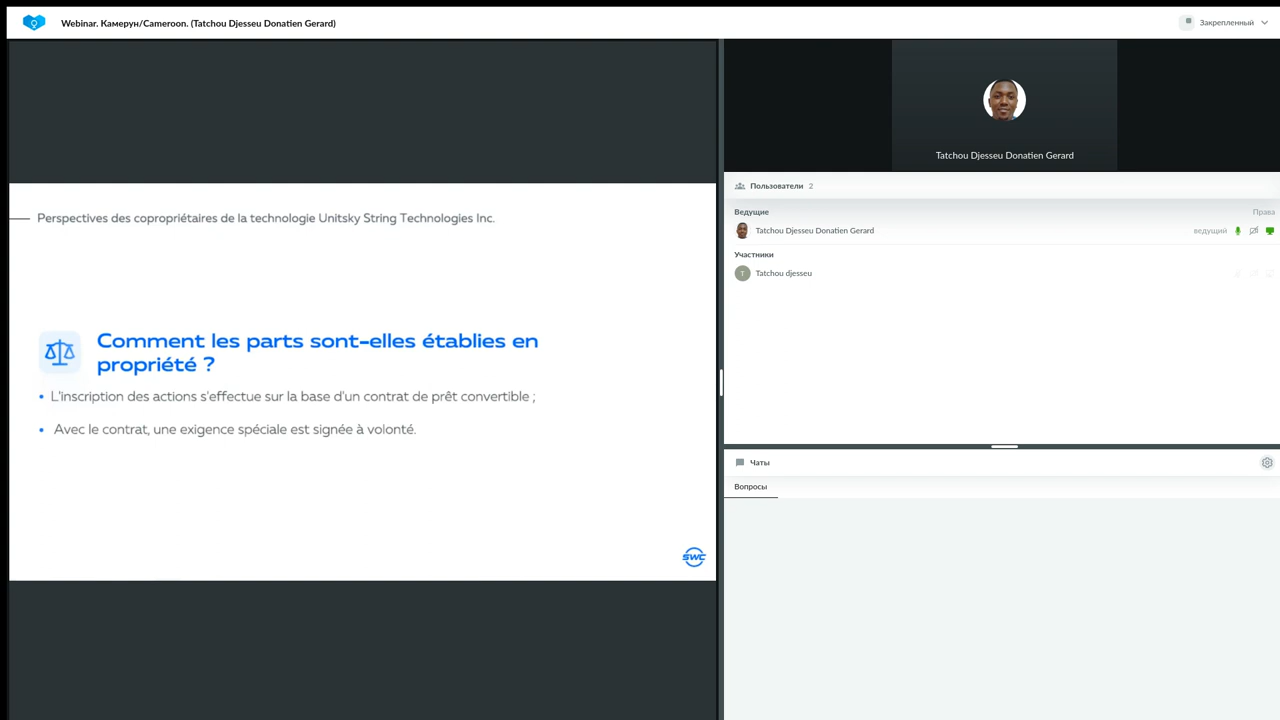 Webinar. Камерун/Cameroon. (Tatchou Djesseu Donatien Gerard)
Закрепленный
Perspectives des copropriétaires de la technologie Unitsky String Technologies Inc.
Comment les parts sont-elles établies en
propriété ?
• L'inscription des actions s'effectue sur la base d'un contrat de prêt convertible ;
• Avec le contrat, une exigence spéciale est signée à volonté.
SWC
Tatchou Djesseu Donatien Gerard
Пользователи 2
Ведущие Права
Tatchou Djesseu Donatien Gerard ведущий
Участники
T Tatchou djesseu
Чаты
Вопросы